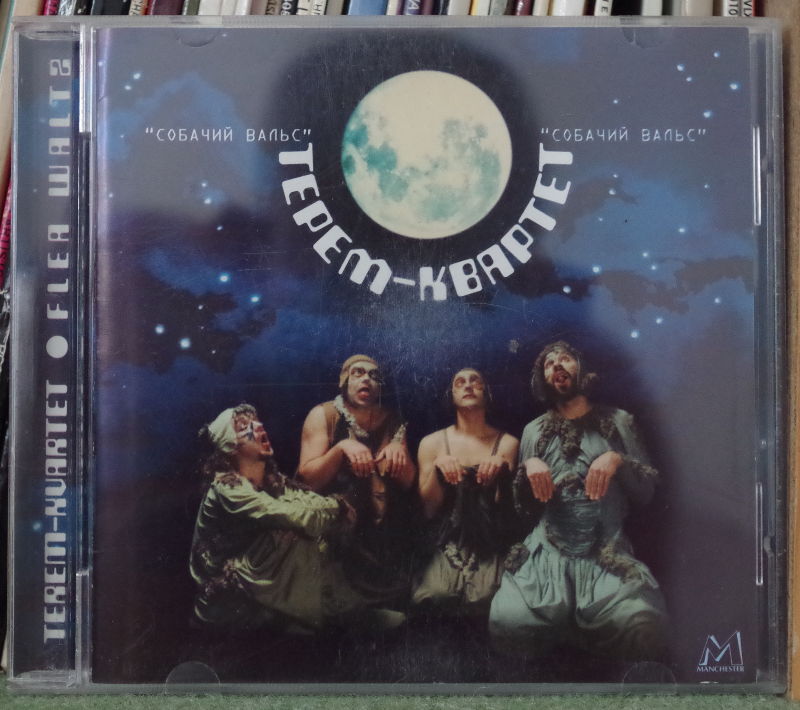 "СОБАЧИЙ ВАЛЬС"
"СОБАЧИЙ ВАЛЬС"
ТЕРЕМ-КВАРТЕТ
TEREM-KVARTET ● FLEA WALTZ
M
MANCHESTER